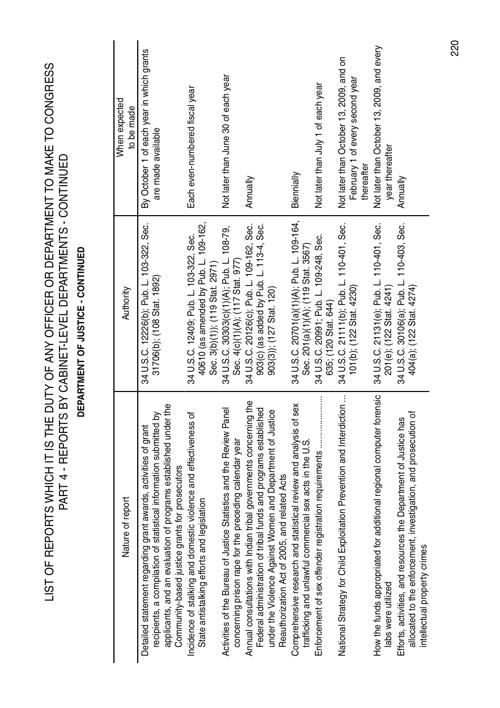 LIST OF REPORTS WHICH IT IS THE DUTY OF ANY OFFICER OR DEPARTMENT TO MAKE TO CONGRESS
PART 4 - REPORTS BY CABINET-LEVEL DEPARTMENTS - CONTINUED
DEPARTMENT OF JUSTICE - CONTINUED
Nature of report
Authority
When expected
to be made
Detailed statement regarding grant awards, activities of grant
recipients, a compilation of statistical information submitted by
applicants, and an evaluation of programs established under the
Community-based justice grants for prosecutors
34 U.S.C. 12226(b); Pub. L. 103-322, Sec.
31706(b); (108 Stat. 1892)
By October 1 of each year in which grants
are made available
Incidence of stalking and domestic violence and effectiveness of
State antistalking efforts and legislation
34 U.S.C. 12409; Pub. L. 103-322, Sec.
40610 (as amended by Pub. L. 109-162,
Sec. 3(b)(1)); (119 Stat. 2971)
Each even-numbered fiscal year
Activities of the Bureau of Justice Statistics and the Review Panel
concerning prison rape for the preceding calendar year
34 U.S.C. 30303(c)(1)(A); Pub. L. 108-79,
Sec. 4(c)(1)(A); (117 Stat. 977)
Not later than June 30 of each year
Annual consultations with Indian tribal governments concerning the
Federal administration of tribal funds and programs established
under the Violence Against Women and Department of Justice
Reauthorization Act of 2005, and related Acts
34 U.S.C. 20126(c); Pub. L. 109-162, Sec.
903(c) (as added by Pub. L. 113-4, Sec.
903(3)); (127 Stat. 120)
Annually
Comprehensive research and statistical review and analysis of sex
trafficking and unlawful commercial sex acts in the U.S.
34 U.S.C. 20701(a)(1)(A); Pub. L. 109-164,
Sec. 201(a)(1)(A); (119 Stat. 3567)
Biennially
Enforcement of sex offender registration requirements ........................
34 U.S.C. 20991; Pub. L. 109-248, Sec.
635; (120 Stat. 644)
Not later than July 1 of each year
National Strategy for Child Exploitation Prevention and Interdiction ...
34 U.S.C. 21111(b); Pub. L. 110-401, Sec.
101(b); (122 Stat. 4230)
Not later than October 13, 2009, and on
February 1 of every second year
thereafter
How the funds appropriated for additional regional computer forensic
labs were utilized
34 U.S.C. 21131(e); Pub. L. 110-401, Sec.
201(e); (122 Stat. 4241)
Not later than October 13, 2009, and every
year thereafter
Efforts, activities, and resources the Department of Justice has
allocated to the enforcement, investigation, and prosecution of
intellectual property crimes
34 U.S.C. 30106(a); Pub. L. 110-403, Sec.
404(a); (122 Stat. 4274)
Annually
220